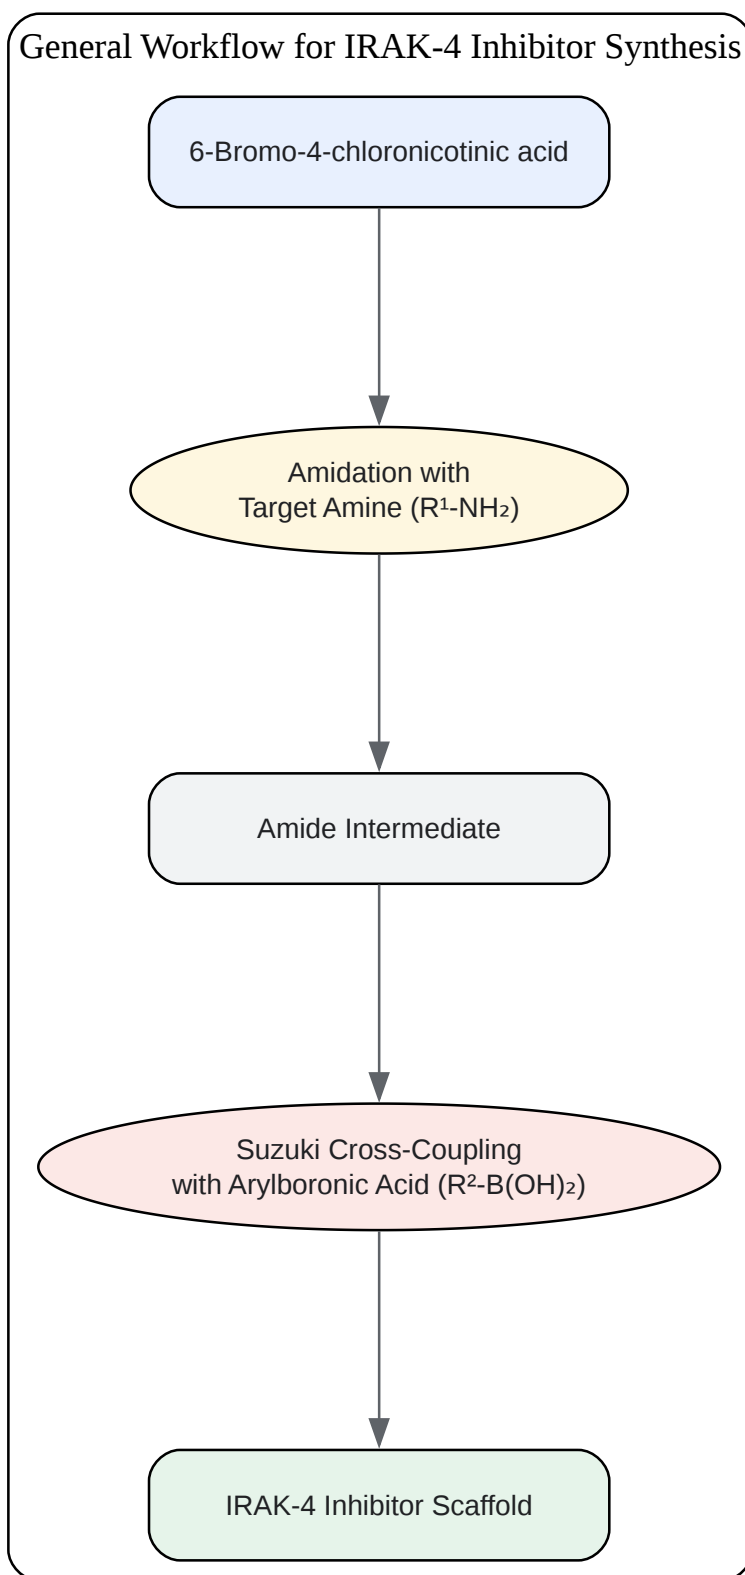 General Workflow for IRAK-4 Inhibitor Synthesis
6-Bromo-4-chloronicotinic acid
Amidation with
Target Amine (R¹-NH₂)
Amide Intermediate
Suzuki Cross-Coupling
with Arylboronic Acid (R²-B(OH)₂)
IRAK-4 Inhibitor Scaffold